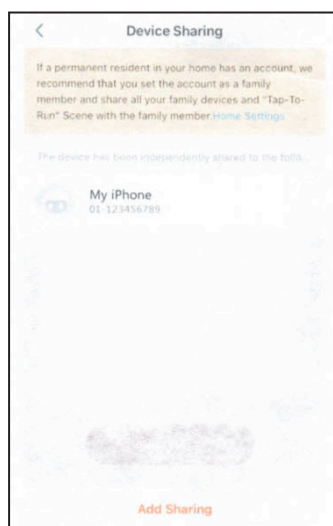 Device Sharing
If a permanent resident in your home has an account, we
recommend that you set the account as a family
member and share all your family devices and "Tap-To-
Run" Scene with the family member.Home Settings
The device has been independently shared to the follo...
My iPhone
01-123456789
Add Sharing